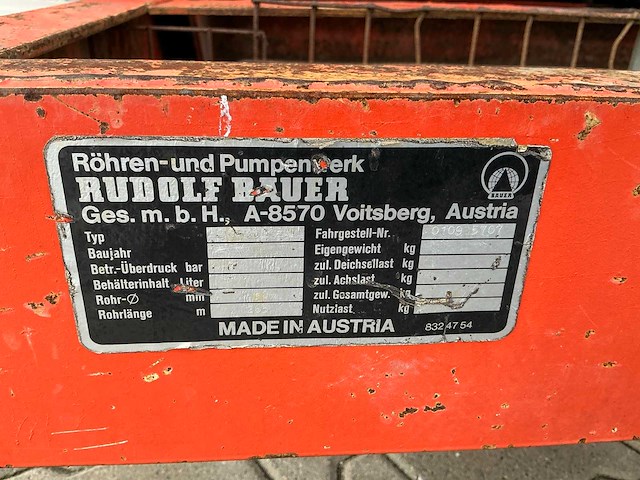 Röhren-und Pumpenwerk
RUDOLF BAUER
BAUER
Ges. m. b. H., A-8570 Voitsberg, Austria
Typ
Baujahr
Betr.-Überdruck bar
Behälterinhalt Liter
Rohr-Ø mm
Rohrlänge m
Fahrgestell-Nr.
Eigengewicht kg
zul. Deichsellast kg
zul. Achslast kg
zul. Gesamtgew. kg
Nutzlast kg
MADE IN AUSTRIA
832 47 54